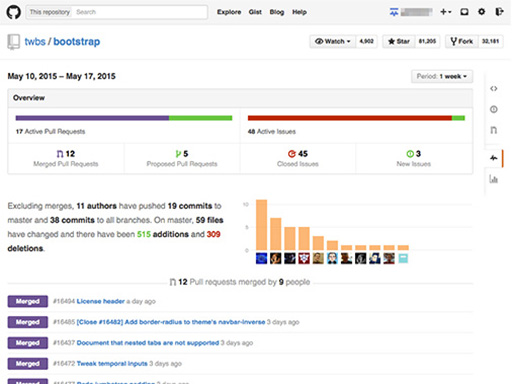 This repository Search Explore Gist Blog Help
twbs / bootstrap Watch 4,902 Star 81,205 Fork 32,181
May 10, 2015 – May 17, 2015 Period: 1 week
Overview
17 Active Pull Requests 48 Active Issues
12 5 45 3
Merged Pull Requests Proposed Pull Requests Closed Issues New Issues
Excluding merges, 11 authors have pushed 19 commits to
master and 38 commits to all branches. On master, 59 files
have changed and there have been 515 additions and 309
deletions.
10
5
0
12 Pull requests merged by 9 people
Merged #16494 License header a day ago
Merged #16485 [Close #16482] Add border-radius to theme's navbar-inverse 3 days ago
Merged #16437 Document that nested tabs are not supported 3 days ago
Merged #16472 Tweak temporal inputs 3 days ago